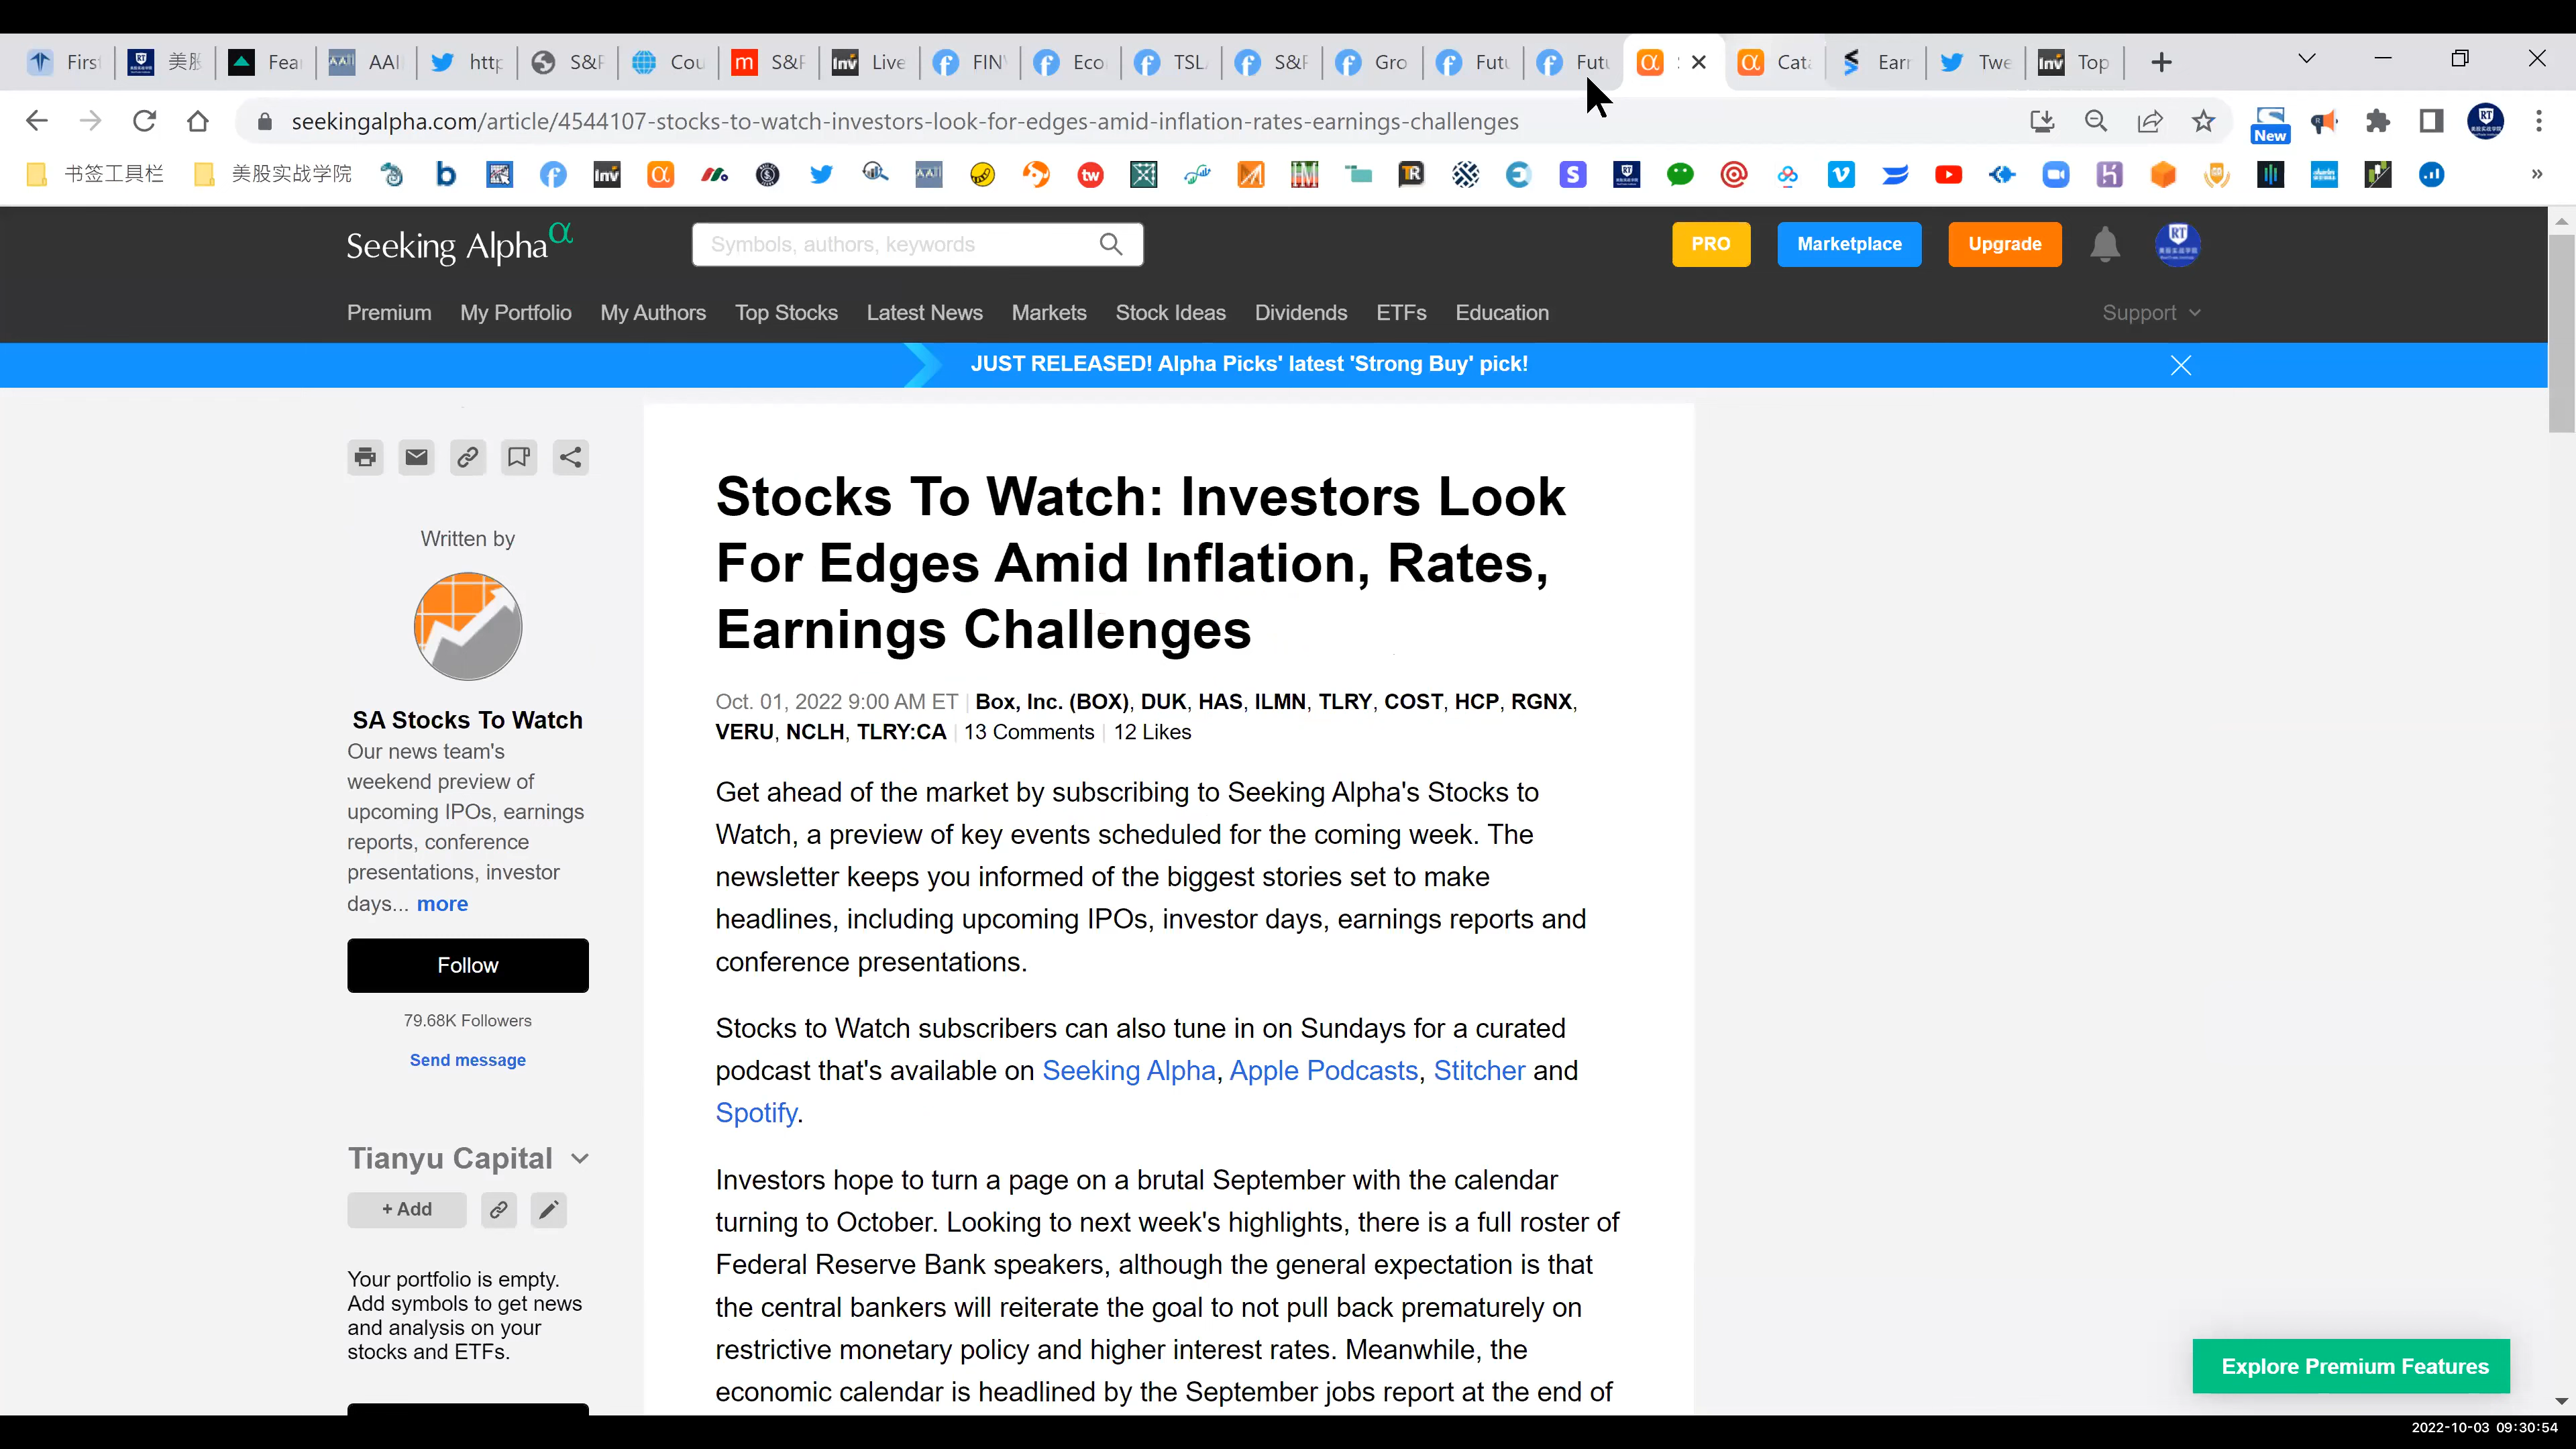 First
美股
Fear
AAI
http
S&P
Cou
S&P
Live
FINV
Eco
TSL
S&P
Gro
Futu
Futu
Cata
Earn
Twe
Top
seekingalpha.com/article/4544107-stocks-to-watch-investors-look-for-edges-amid-inflation-rates-earnings-challenges
New
书签工具栏
美股实战学院
Seeking Alpha α
Symbols, authors, keywords
PRO
Marketplace
Upgrade
Premium My Portfolio My Authors Top Stocks Latest News Markets Stock Ideas Dividends ETFs Education
Support
JUST RELEASED! Alpha Picks' latest 'Strong Buy' pick!
Written by
SA Stocks To Watch
Our news team's
weekend preview of
upcoming IPOs, earnings
reports, conference
presentations, investor
days... more
Follow
79.68K Followers
Send message
Tianyu Capital
+ Add
Your portfolio is empty.
Add symbols to get news
and analysis on your
stocks and ETFs.
Stocks To Watch: Investors Look
For Edges Amid Inflation, Rates,
Earnings Challenges
Oct. 01, 2022 9:00 AM ET | Box, Inc. (BOX), DUK, HAS, ILMN, TLRY, COST, HCP, RGNX,
VERU, NCLH, TLRY:CA | 13 Comments | 12 Likes
Get ahead of the market by subscribing to Seeking Alpha's Stocks to
Watch, a preview of key events scheduled for the coming week. The
newsletter keeps you informed of the biggest stories set to make
headlines, including upcoming IPOs, investor days, earnings reports and
conference presentations.
Stocks to Watch subscribers can also tune in on Sundays for a curated
podcast that's available on Seeking Alpha, Apple Podcasts, Stitcher and
Spotify.
Investors hope to turn a page on a brutal September with the calendar
turning to October. Looking to next week's highlights, there is a full roster of
Federal Reserve Bank speakers, although the general expectation is that
the central bankers will reiterate the goal to not pull back prematurely on
restrictive monetary policy and higher interest rates. Meanwhile, the
economic calendar is headlined by the September jobs report at the end of
Explore Premium Features
2022-10-03 09:30:54